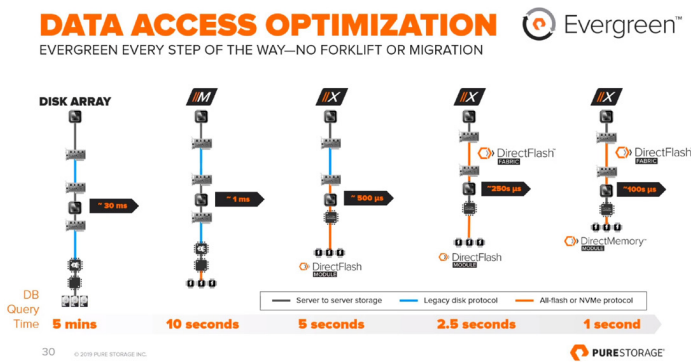 DATA ACCESS OPTIMIZATION
Evergreen™
EVERGREEN EVERY STEP OF THE WAY—NO FORKLIFT OR MIGRATION
DISK ARRAY
//M
//X
//X
//X
DirectFlash™
FABRIC
DirectFlash
FABRIC
~ 30 ms
~ 1 ms
~ 500 µs
~250s µs
~100s µs
DirectFlash
MODULE
DirectFlash
MODULE
DirectMemory™
MODULE
Server to server storage
Legacy disk protocol
All-flash or NVMe protocol
DB
Query
Time
5 mins
10 seconds
5 seconds
2.5 seconds
1 second
30
© 2019 PURE STORAGE INC.
PURESTORAGE®